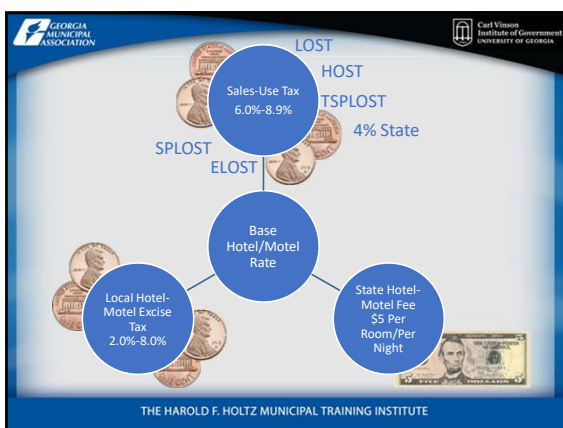 GEORGIA
MUNICIPAL
ASSOCIATION
Carl Vinson
Institute of Government
UNIVERSITY OF GEORGIA
LOST
HOST
Sales-Use Tax
6.0%-8.9%
TSPLOST
4% State
SPLOST
ELOST
Base
Hotel/Motel
Rate
Local Hotel-
Motel Excise
Tax
2.0%-8.0%
State Hotel-
Motel Fee
$5 Per
Room/Per
Night
FIVE DOLLARS
THE HAROLD F. HOLTZ MUNICIPAL TRAINING INSTITUTE